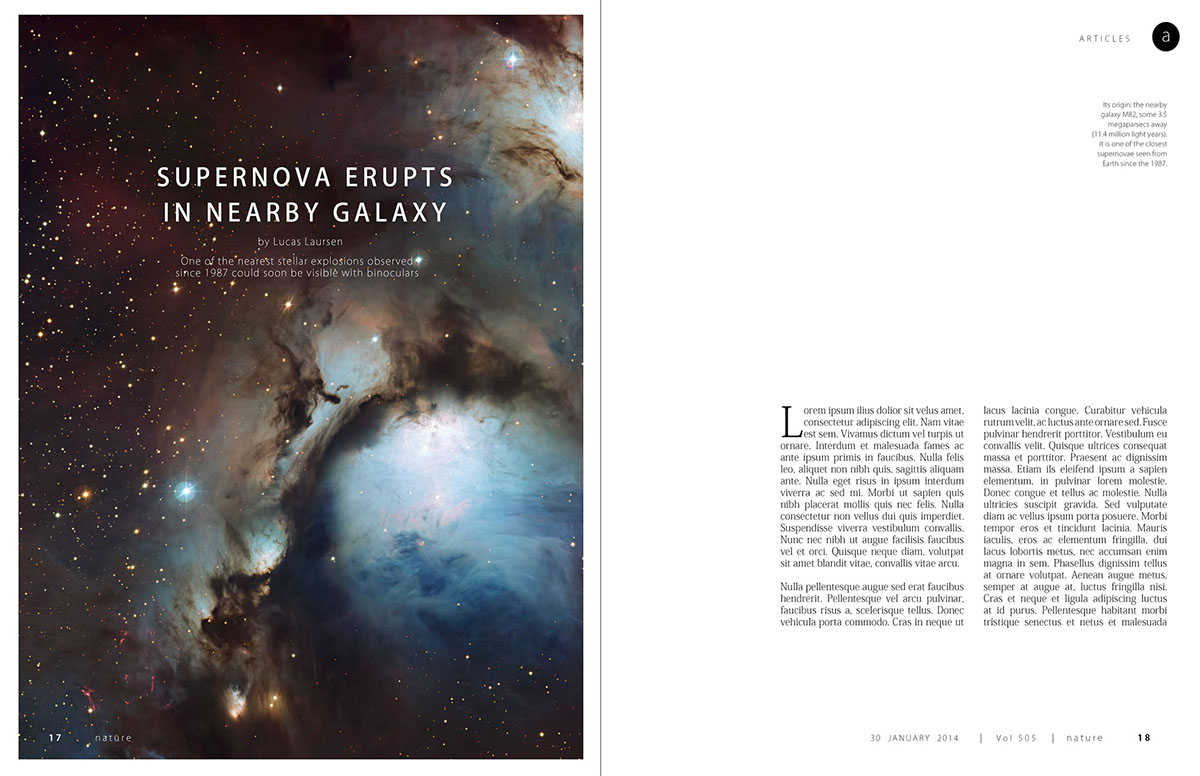 SUPERNOVA ERUPTS
IN NEARBY GALAXY
by Lucas Laursen
One of the nearest stellar explosions observed
since 1987 could soon be visible with binoculars
17 nature
ARTICLES a
Its origin: the nearby
galaxy M82, some 3.5
megaparsecs away
(11.4 million light years).
It is one of the closest
supernovae seen from
Earth since the 1987.
Lorem ipsum ilius dolior sit velus amet,
consectetur adipiscing elit. Nam vitae
est sem. Vivamus dictum vel turpis ut
ornare. Interdum et malesuada fames ac
ante ipsum primis in faucibus. Nulla felis
leo, aliquet non nibh quis, sagittis aliquam
ante. Nulla eget risus in ipsum interdum
viverra ac sed mi. Morbi ut sapien quis
nibh placerat mollis quis nec felis. Nulla
consectetur non vellus dui quis imperdiet.
Suspendisse viverra vestibulum convallis.
Nunc nec nibh ut augue facilisis faucibus
vel et orci. Quisque neque diam, volutpat
sit amet blandit vitae, convallis vitae arcu.
Nulla pellentesque augue sed erat faucibus
hendrerit. Pellentesque vel arcu pulvinar,
faucibus risus a, scelerisque tellus. Donec
vehicula porta commodo. Cras in neque ut
lacus lacinia congue. Curabitur vehicula
rutrum velit, ac luctus ante ornare sed. Fusce
pulvinar hendrerit porttitor. Vestibulum eu
convallis velit. Quisque ultrices consequat
massa et porttitor. Praesent ac dignissim
massa. Etiam ils eleifend ipsum a sapien
elementum, in pulvinar lorem molestie.
Donec congue et tellus ac molestie. Nulla
ultricies suscipit gravida. Sed vulputate
diam ac vellus ipsum porta posuere. Morbi
tempor eros et tincidunt lacinia. Mauris
iaculis, eros ac elementum fringilla, dui
lacus lobortis metus, nec accumsan enim
magna in sem. Phasellus dignissim tellus
at ornare volutpat. Aenean augue metus,
semper at augue at, luctus fringilla nisi.
Cras et neque et ligula adipiscing luctus
at id purus. Pellentesque habitant morbi
tristique senectus et netus et malesuada
30 JANUARY 2014 | Vol 505 | nature 18